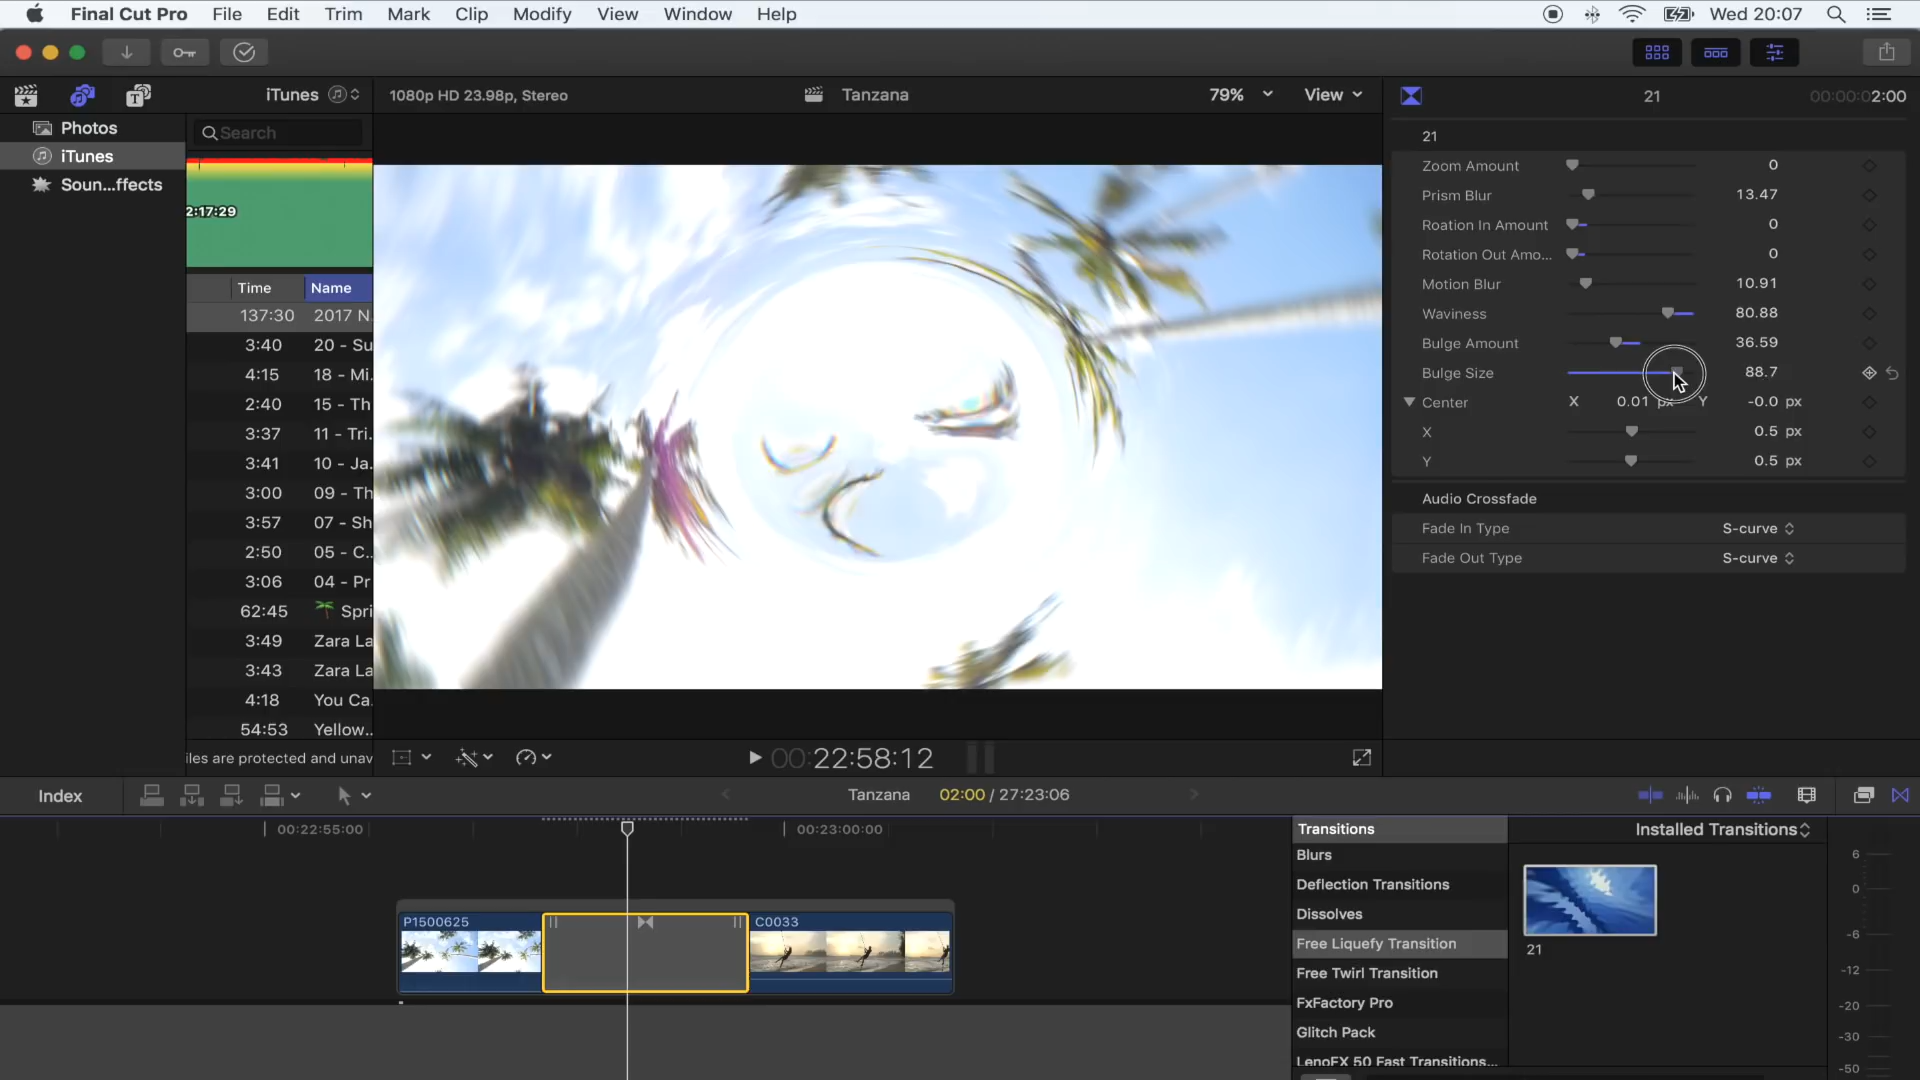 Final Cut Pro File Edit Trim Mark Clip Modify View Window Help Wed 20:07
iTunes 1080p HD 23.98p, Stereo Tanzana 79% View 21 00:00:02:00
Photos
Search
iTunes
Soun...ffects
2:17:29
Time Name
137:30 2017 N.
3:40 20 - Su
4:15 18 - Mi.
2:40 15 - Th
3:37 11 - Tri.
3:41 10 - Ja.
3:00 09 - Th
3:57 07 - Sh
2:50 05 - C..
3:06 04 - Pr
62:45 🌴 Spri
3:49 Zara La
3:43 Zara La
4:18 You Ca
54:53 Yellow..
iles are protected and unav
21
Zoom Amount 0
Prism Blur 13.47
Roation In Amount 0
Rotation Out Amo... 0
Motion Blur 10.91
Waviness 80.88
Bulge Amount 36.59
Bulge Size 88.7
Center X 0.01 px Y -0.0 px
X 0.5 px
Y 0.5 px
Audio Crossfade
Fade In Type S-curve
Fade Out Type S-curve
00:22:58:12
Index Tanzana 02:00 / 27:23:06
00:22:55:00 00:23:00:00
P1500625 C0033
Transitions Installed Transitions
Blurs
Deflection Transitions
Dissolves
Free Liquefy Transition
Free Twirl Transition
FxFactory Pro
Glitch Pack
LenoFX 50 Fast Transitions...
21
6
0
-6
-12
-20
-30
-50